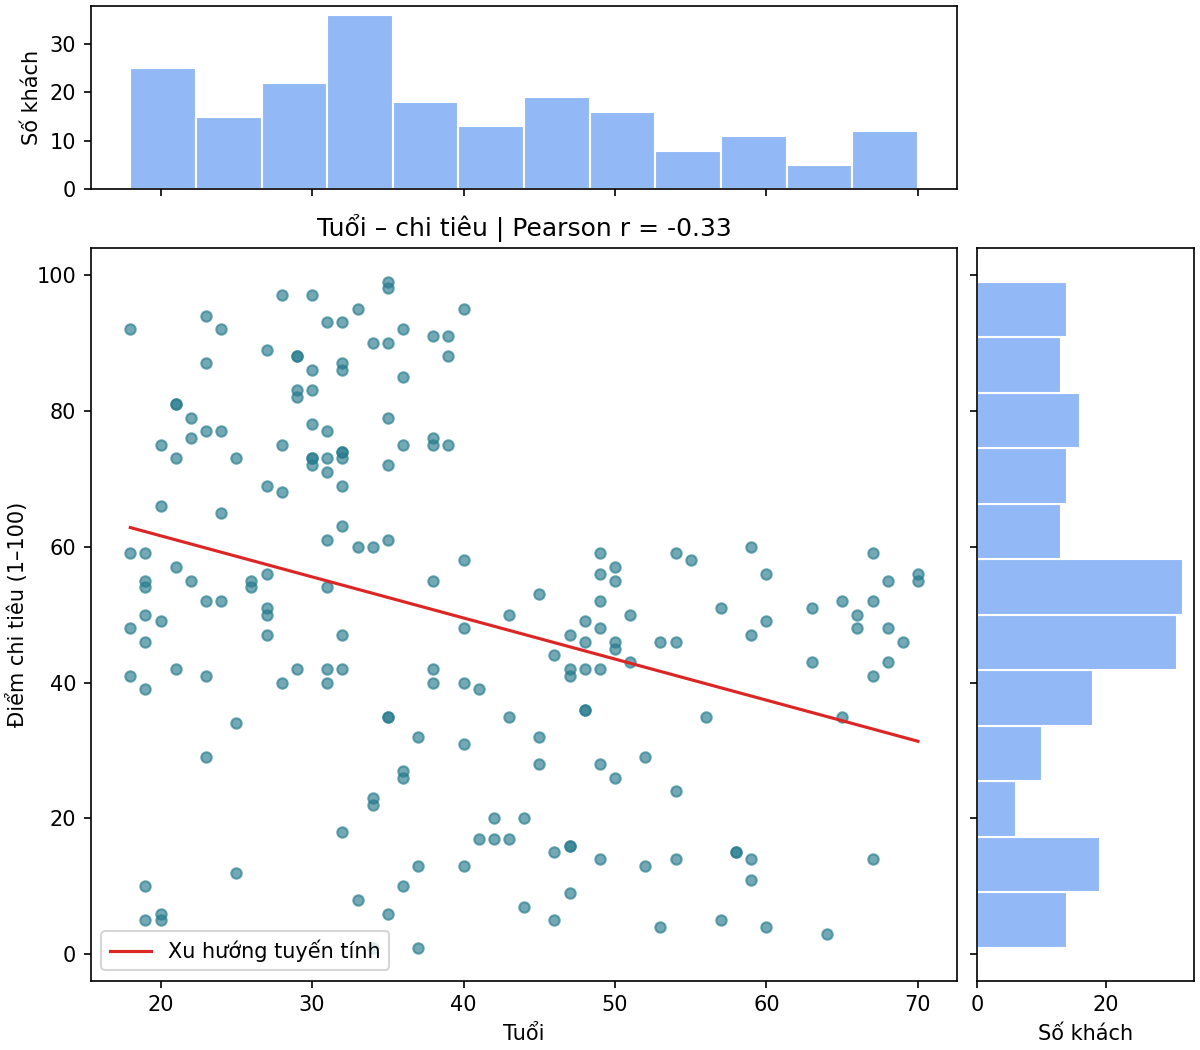 Số khách
30
20
10
0
Tuổi – chi tiêu | Pearson r = -0.33
Điểm chi tiêu (1–100)
100
80
60
40
20
0
Xu hướng tuyến tính
20 30 40 50 60 70
Tuổi
0 20
Số khách